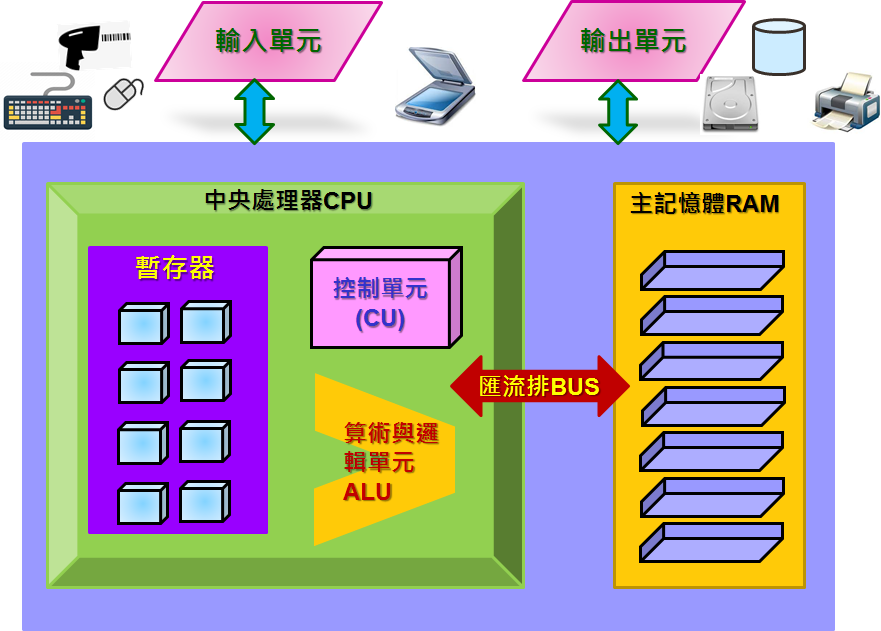 輸入單元
輸出單元
中央處理器CPU
主記憶體RAM
暫存器
控制單元
(CU)
匯流排BUS
算術與邏
輯單元
ALU